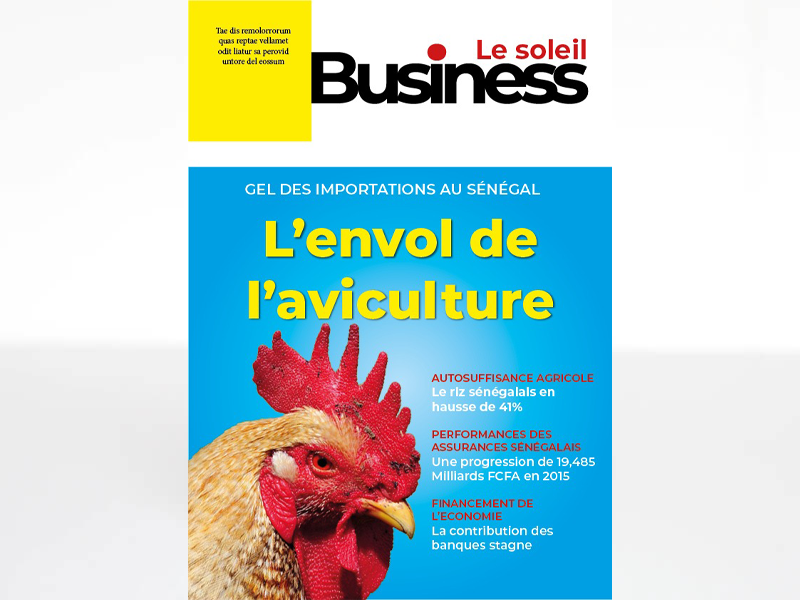 Tae dis remolorrorum
quas reptae vellamet
odit liatur sa perovid
untore del eossum
Le soleil
Business
GEL DES IMPORTATIONS AU SÉNÉGAL
L’envol de
l’aviculture
AUTOSUFFISANCE AGRICOLE
Le riz sénégalais en
hausse de 41%
PERFORMANCES DES
ASSURANCES SÉNÉGALAIS
Une progression de 19,485
Milliards FCFA en 2015
FINANCEMENT DE
L’ECONOMIE
La contribution des
banques stagne